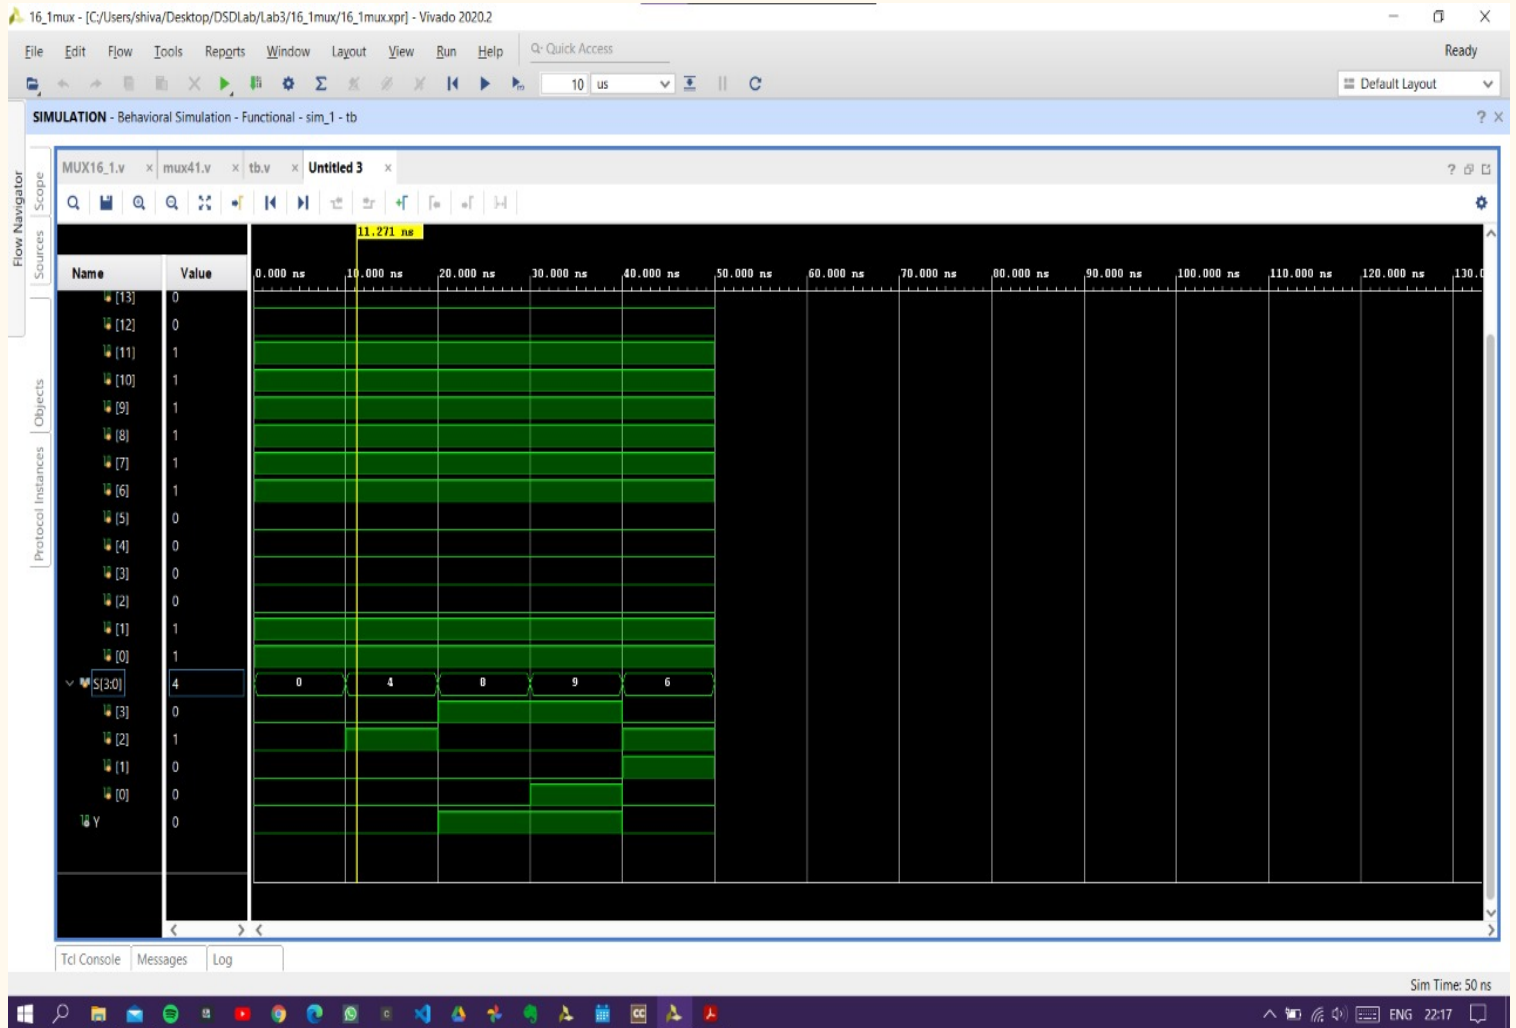 16_1mux - [C:/Users/shiva/Desktop/DSDLab/Lab3/16_1mux/16_1mux.xpr] - Vivado 2020.2
File Edit Flow Tools Reports Window Layout View Run Help Quick Access Ready
10 us Default Layout
SIMULATION - Behavioral Simulation - Functional - sim_1 - tb
Flow Navigator
Scope
Sources
Objects
Protocol Instances
MUX16_1.v mux41.v tb.v Untitled 3
11.271 ns
Name Value 0.000 ns 10.000 ns 20.000 ns 30.000 ns 40.000 ns 50.000 ns 60.000 ns 70.000 ns 80.000 ns 90.000 ns 100.000 ns 110.000 ns 120.000 ns 130.0
[13] 0
[12] 0
[11] 1
[10] 1
[9] 1
[8] 1
[7] 1
[6] 1
[5] 0
[4] 0
[3] 0
[2] 0
[1] 1
[0] 1
S[3:0] 4 0 4 8 9 6
[3] 0
[2] 1
[1] 0
[0] 0
Y 0
Tcl Console Messages Log
Sim Time: 50 ns
ENG 22:17